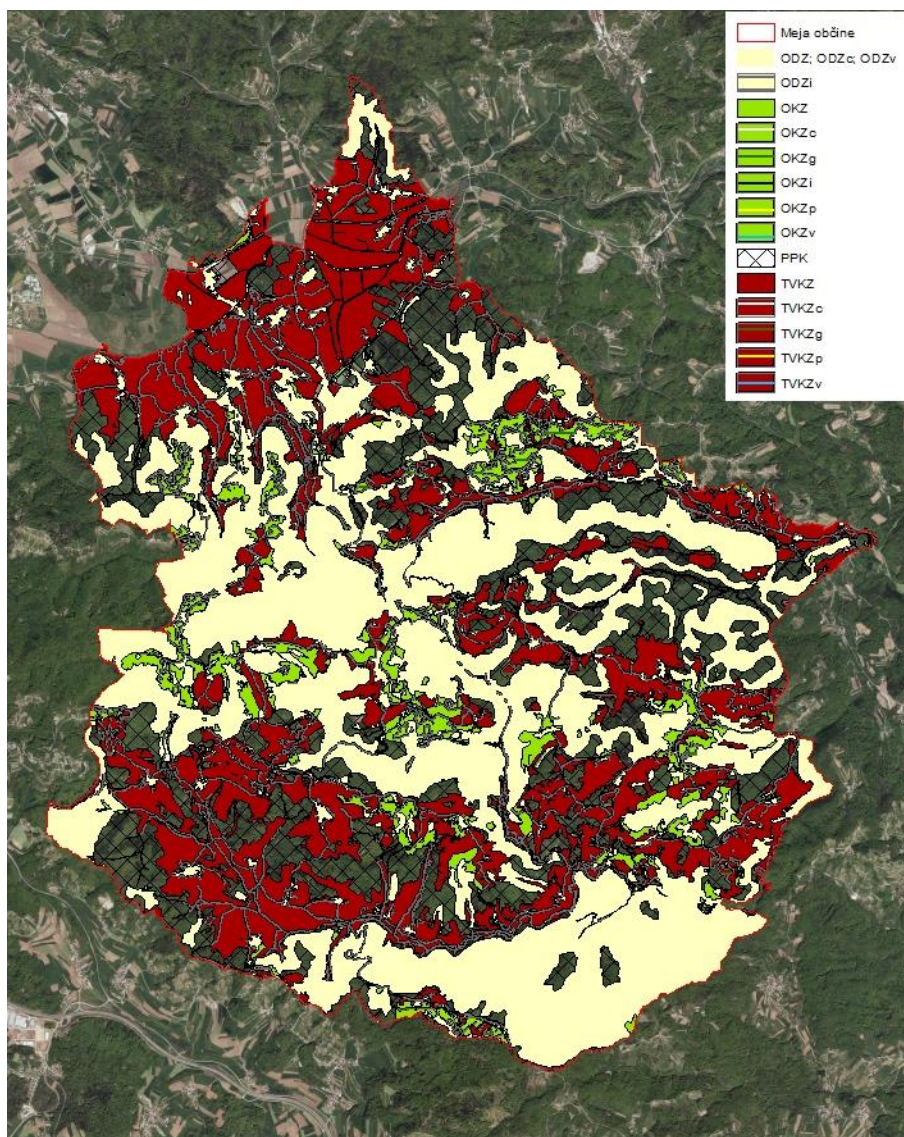 Meja občine
ODZ; ODZc; ODZv
ODZi
OKZ
OKZc
OKZg
OKZi
OKZp
OKZv
PPK
TVKZ
TVKZc
TVKZg
TVKZp
TVKZv